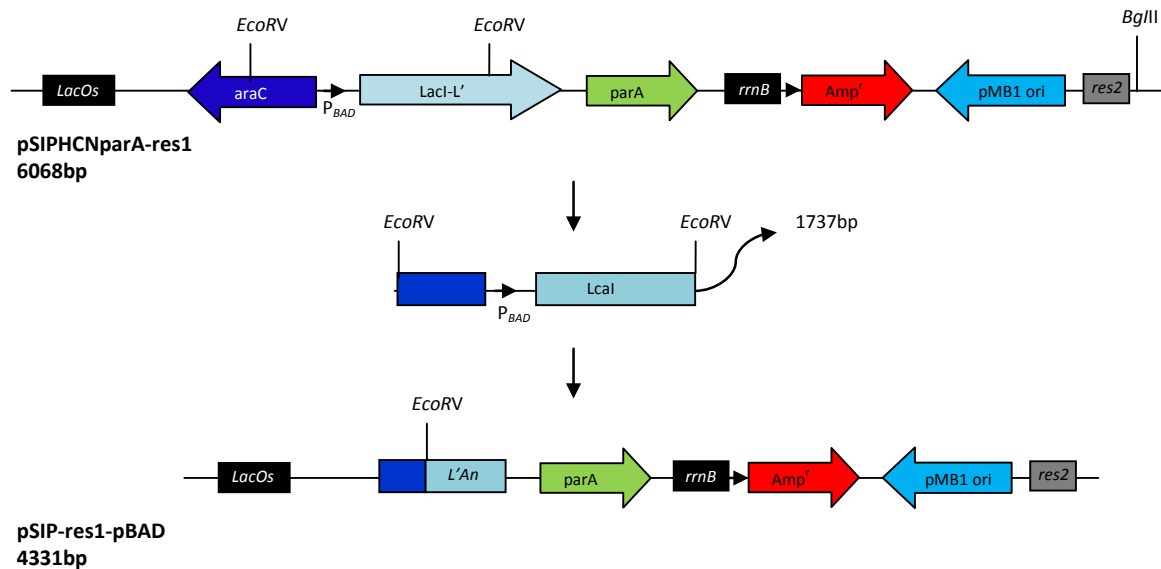 EcoRV
EcoRV
BglII
LacOs
araC
PBAD
LacI-L’
parA
rrnB
Ampr
pMB1 ori
res2
pSIPHCNparA-res1
6068bp
EcoRV
EcoRV
1737bp
LcaI
PBAD
EcoRV
LacOs
L’An
parA
rrnB
Ampr
pMB1 ori
res2
pSIP-res1-pBAD
4331bp